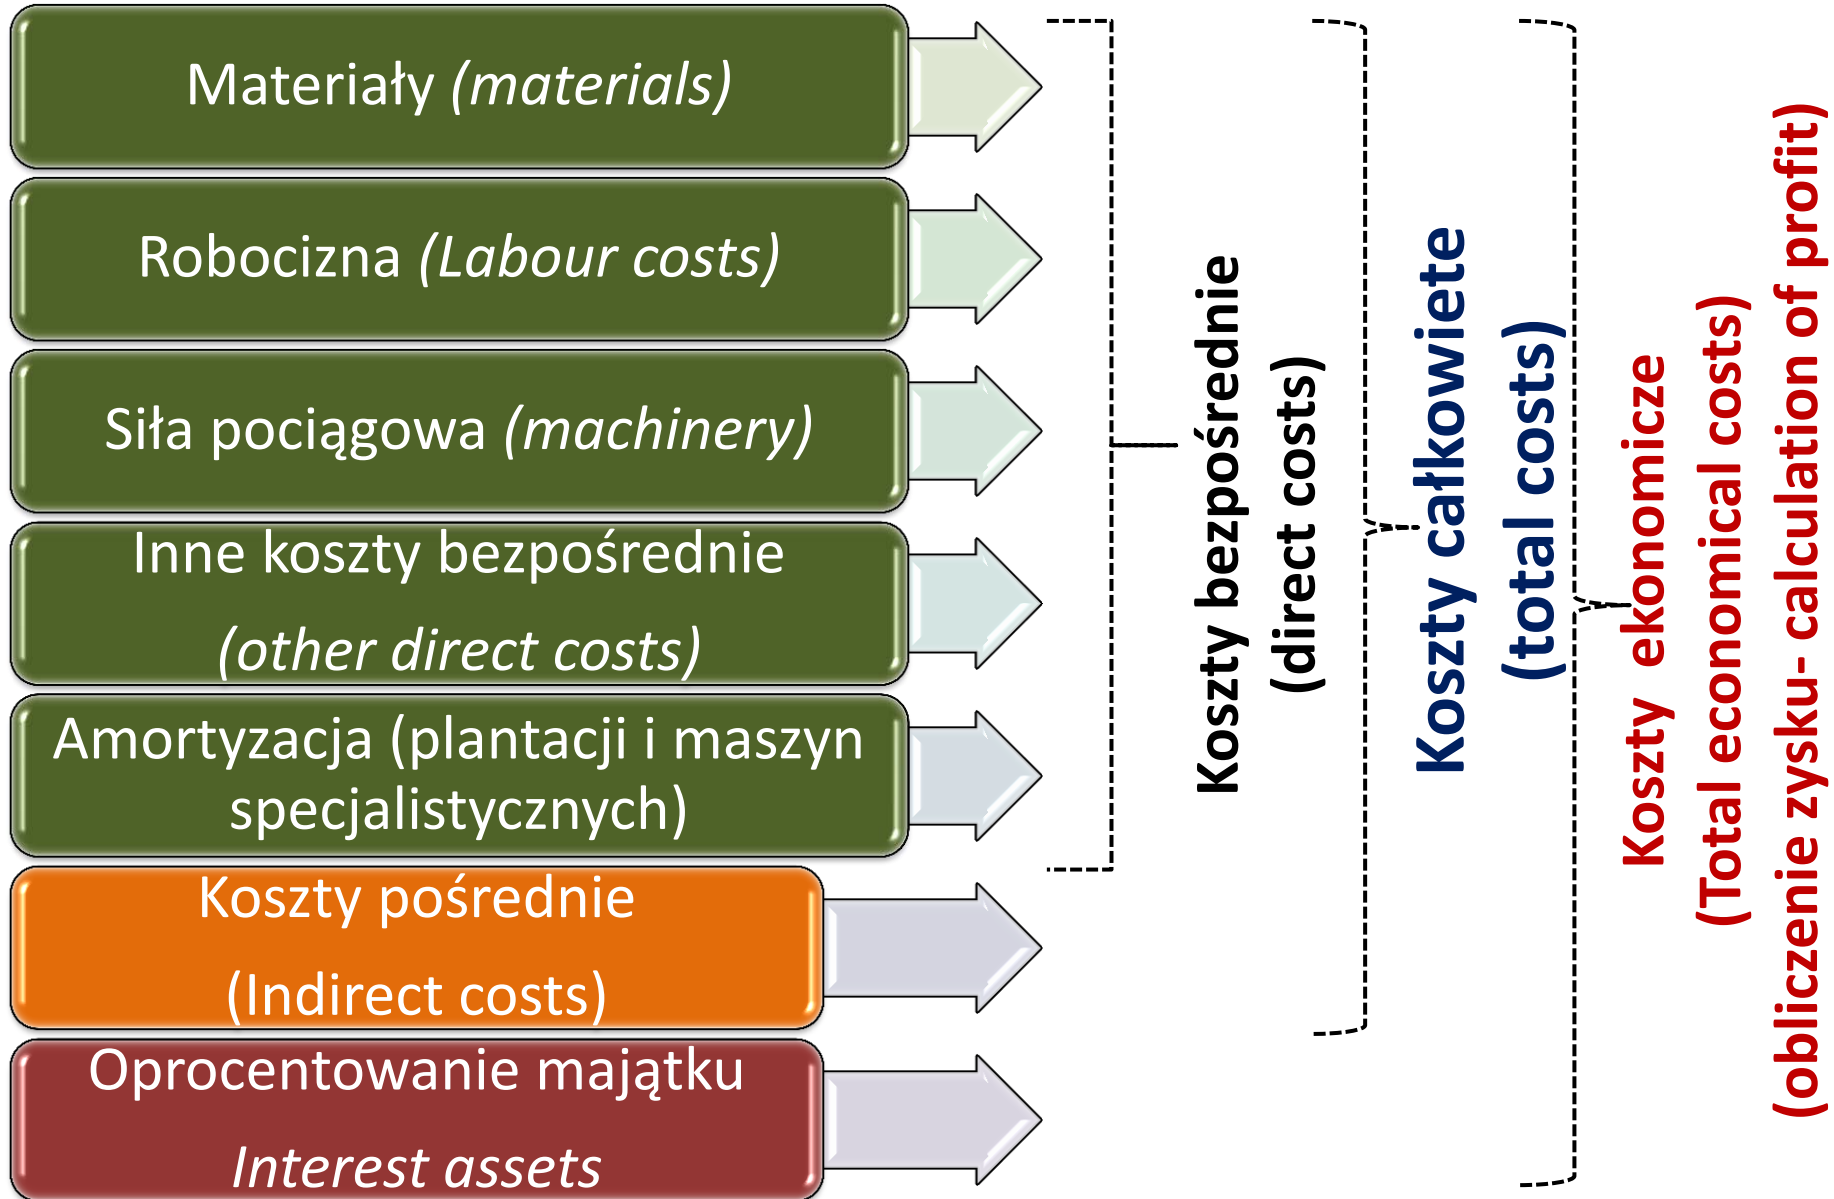 Materiały (materials)
Robocizna (Labour costs)
Siła pociągowa (machinery)
Inne koszty bezpośrednie
(other direct costs)
Amortyzacja (plantacji i maszyn
specjalistycznych)
Koszty pośrednie
(Indirect costs)
Oprocentowanie majątku
Interest assets
Koszty bezpośrednie
(direct costs)
Koszty całkowiete
(total costs)
Koszty ekonomicze
(Total economical costs)
(obliczenie zysku- calculation of profit)